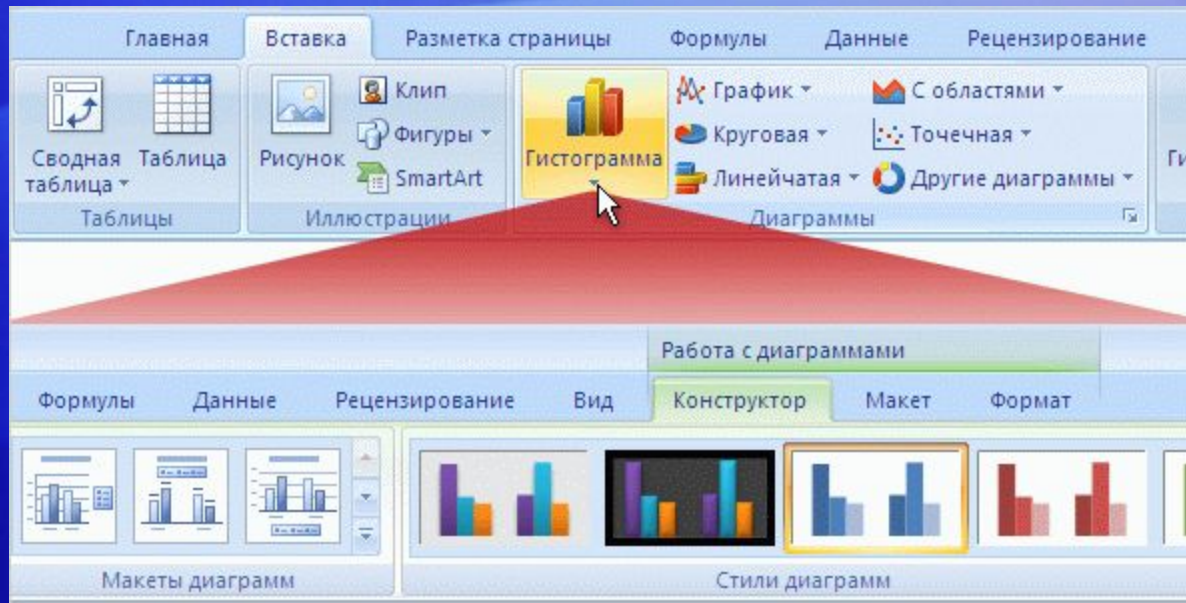 Главная Вставка Разметка страницы Формулы Данные Рецензирование
Сводная таблица
Таблица
Таблицы
Рисунок
Клип
Фигуры
SmartArt
Иллюстрации
Гистограмма
График
Круговая
Линейчатая
С областями
Точечная
Другие диаграммы
Диаграммы
Работа с диаграммами
Формулы Данные Рецензирование Вид Конструктор Макет Формат
Макеты диаграмм
Стили диаграмм